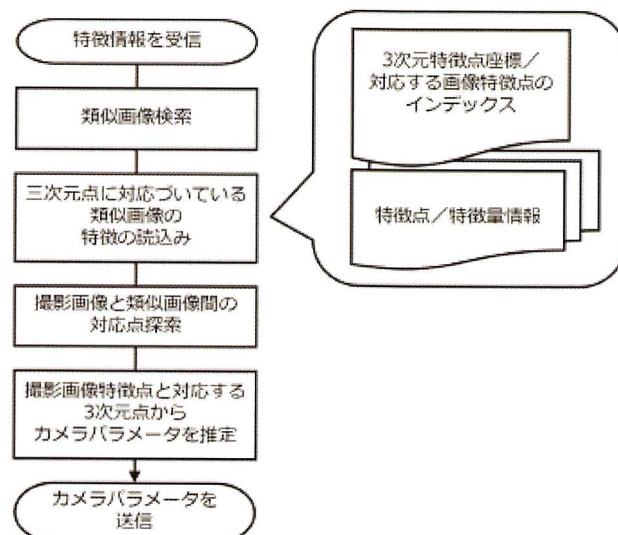 特徴情報を受信
類似画像検索
三次元点に対応づいている
類似画像の
特徴の読込み
撮影画像と類似画像間の
対応点探索
撮影画像特徴点と対応する
3次元点から
カメラパラメータを推定
カメラパラメータを
送信
3次元特徴点座標／
対応する画像特徴点の
インデックス
特徴点／特徴量情報